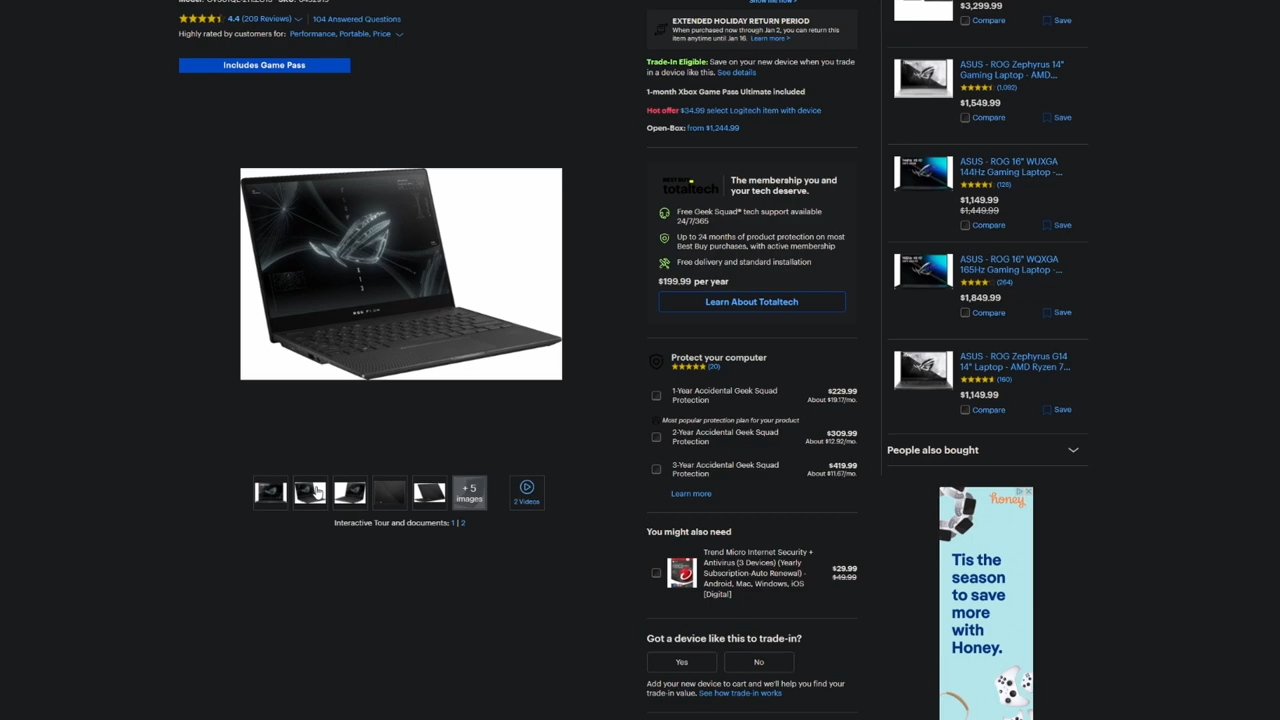 4.4 (209 Reviews)
104 Answered Questions
Highly rated by customers for: Performance, Portable, Price
Includes Game Pass
+ 5
images
2 Videos
Interactive Tour and documents: 1 | 2
EXTENDED HOLIDAY RETURN PERIOD
When purchased now through Jan 2, you can return this
item anytime until Jan 16. Learn more >
Trade-In Eligible: Save on your new device when you trade
in a device like this. See details
1-month Xbox Game Pass Ultimate included
Hot offer $34.99 select Logitech item with device
Open-Box: from $1,244.99
BEST BUY
totaltech
The membership you and
your tech deserve.
Free Geek Squad® tech support available
24/7/365
Up to 24 months of product protection on most
Best Buy purchases, with active membership
Free delivery and standard installation
$199.99 per year
Learn About Totaltech
Protect your computer
(20)
1-Year Accidental Geek Squad
Protection
$229.99
About $19.17/mo.
Most popular protection plan for your product
2-Year Accidental Geek Squad
Protection
$309.99
About $12.92/mo.
3-Year Accidental Geek Squad
Protection
$419.99
About $11.67/mo.
Learn more
You might also need
Trend Micro Internet Security +
Antivirus (3 Devices) (Yearly
Subscription-Auto Renewal) -
Android, Mac, Windows, iOS
[Digital]
$29.99
$49.99
Got a device like this to trade-in?
Yes
No
Add your new device to cart and we'll help you find your
trade-in value. See how trade-in works
$3,299.99
Compare
Save
ASUS - ROG Zephyrus 14"
Gaming Laptop - AMD...
(1,092)
$1,549.99
Compare
Save
ASUS - ROG 16" WUXGA
144Hz Gaming Laptop -...
(128)
$1,149.99
$1,449.99
Compare
Save
ASUS - ROG 16" WQXGA
165Hz Gaming Laptop -...
(264)
$1,849.99
Compare
Save
ASUS - ROG Zephyrus G14
14" Laptop - AMD Ryzen 7...
(160)
$1,149.99
Compare
Save
People also bought
honey
Tis the
season
to save
more
with
Honey.